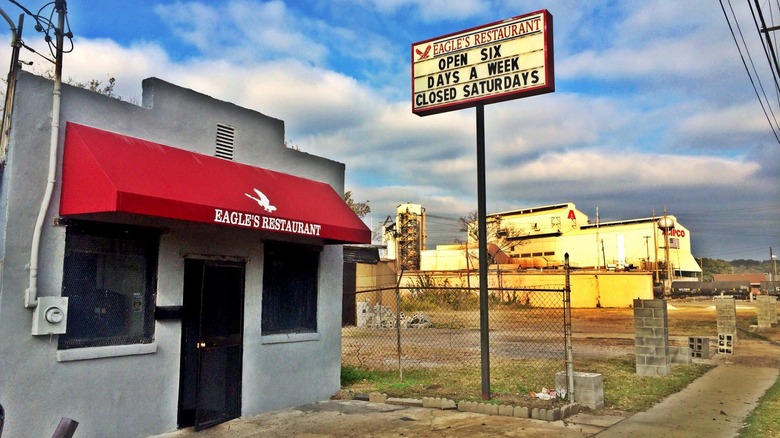 EAGLE'S RESTAURANT
OPEN SIX
DAYS A WEEK
CLOSED SATURDAYS
EAGLE'S RESTAURANT